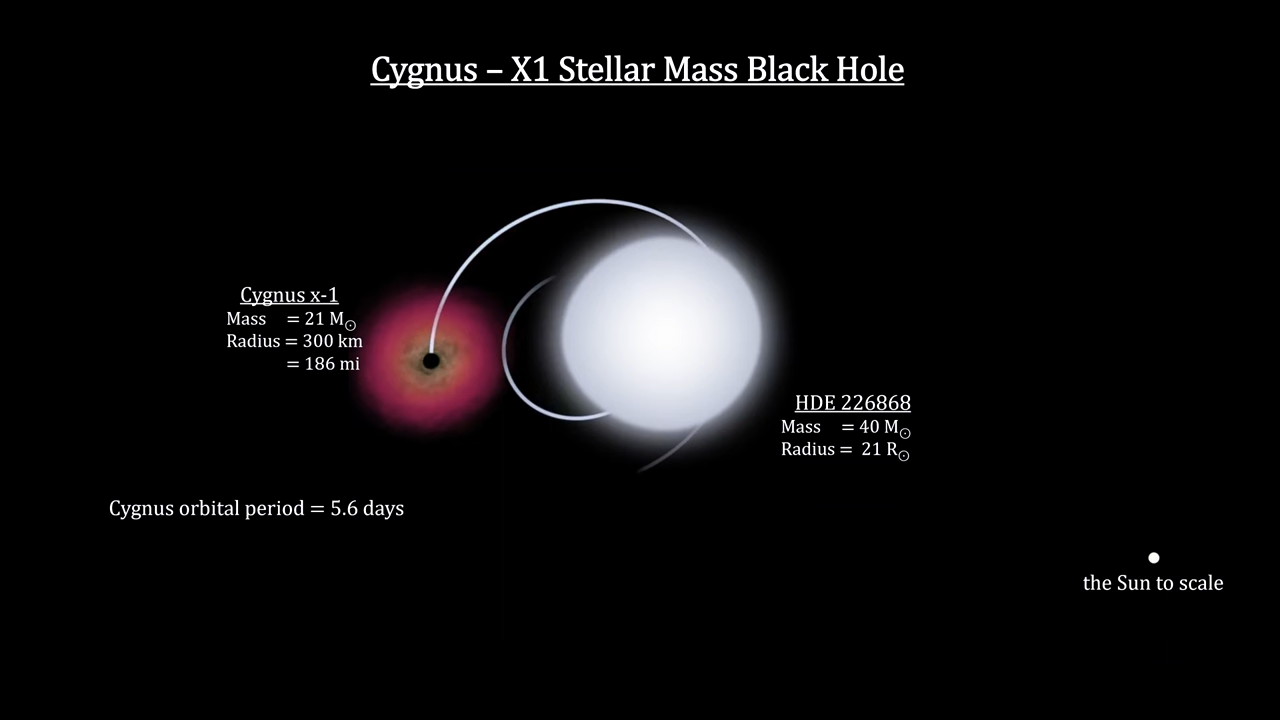 Cygnus – X1 Stellar Mass Black Hole
Cygnus x-1
Mass = 21 M☉
Radius = 300 km
= 186 mi
HDE 226868
Mass = 40 M☉
Radius = 21 R☉
Cygnus orbital period = 5.6 days
the Sun to scale